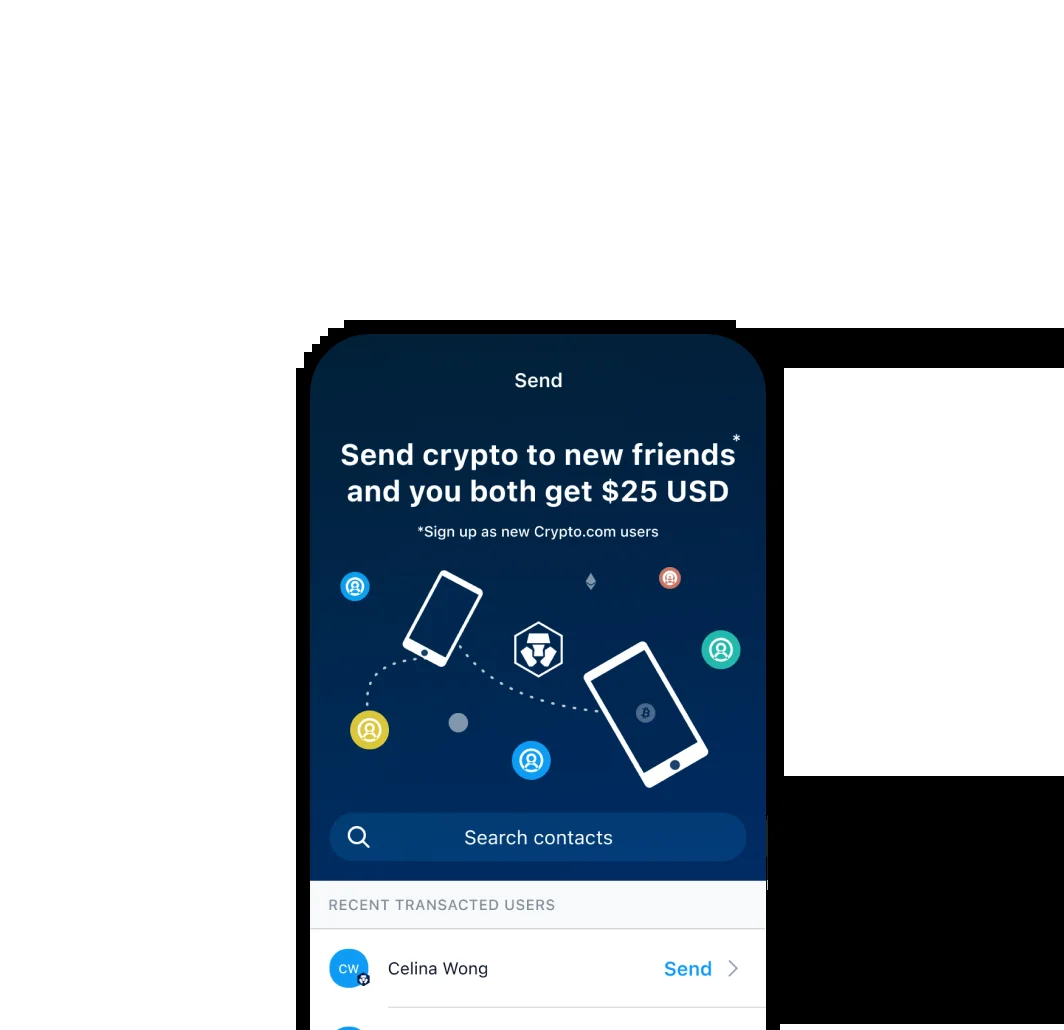 Send
Send crypto to new friends*
and you both get $25 USD
*Sign up as new Crypto.com users
Search contacts
RECENT TRANSACTED USERS
CW Celina Wong Send